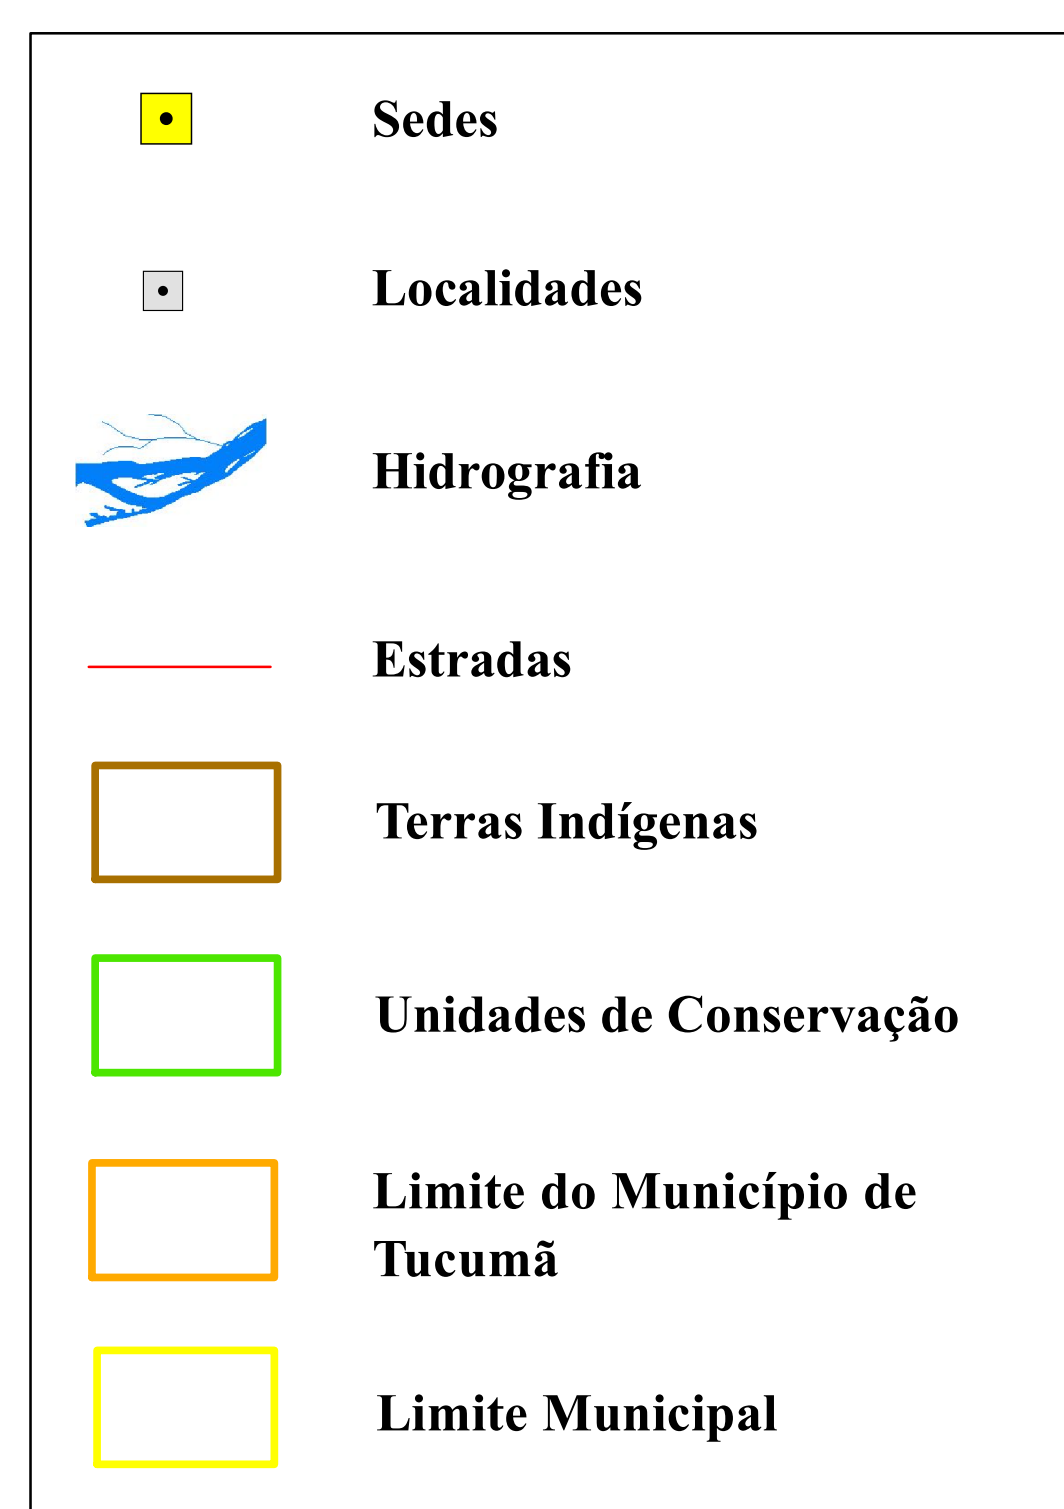 Sedes
Localidades
Hidrografia
Estradas
Terras Indígenas
Unidades de Conservação
Limite do Município de
Tucumã
Limite Municipal